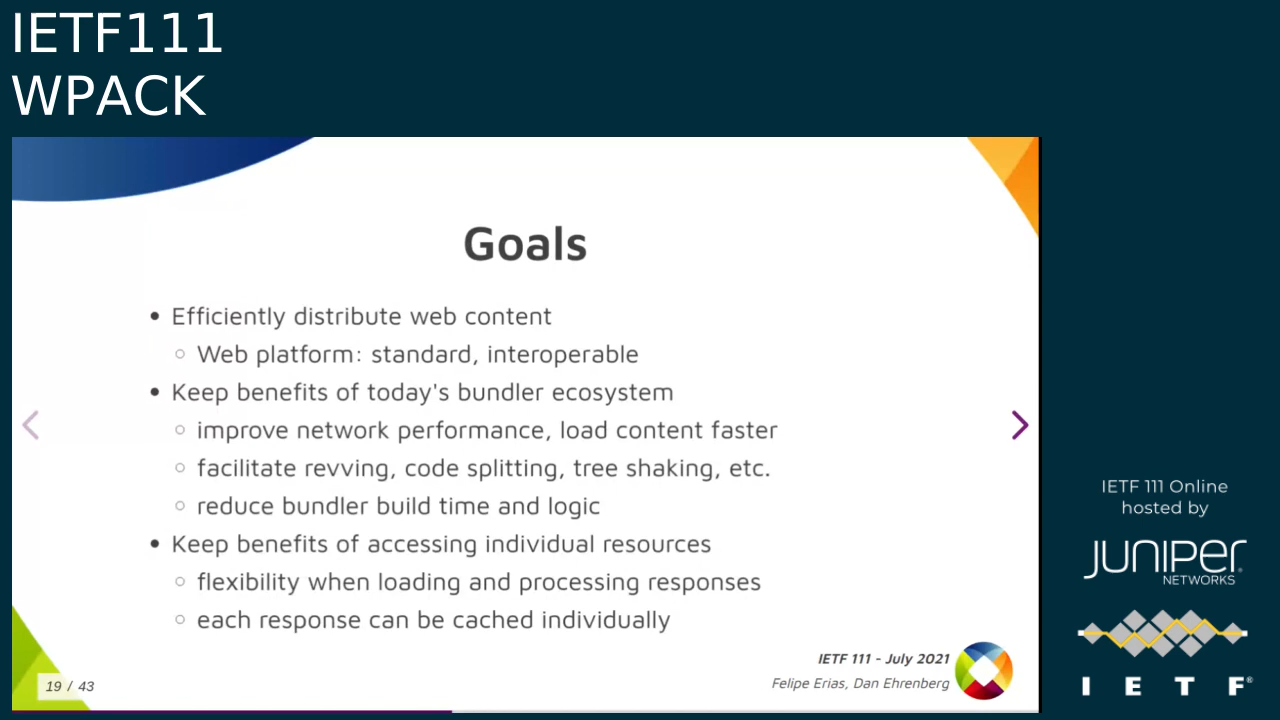 IETF111
WPACK
Goals
• Efficiently distribute web content
○ Web platform: standard, interoperable
• Keep benefits of today's bundler ecosystem
○ improve network performance, load content faster
○ facilitate revving, code splitting, tree shaking, etc.
○ reduce bundler build time and logic
• Keep benefits of accessing individual resources
○ flexibility when loading and processing responses
○ each response can be cached individually
IETF 111 - July 2021
Felipe Erias, Dan Ehrenberg
19 / 43
IETF 111 Online
hosted by
JUNIPER
NETWORKS
I E T F®